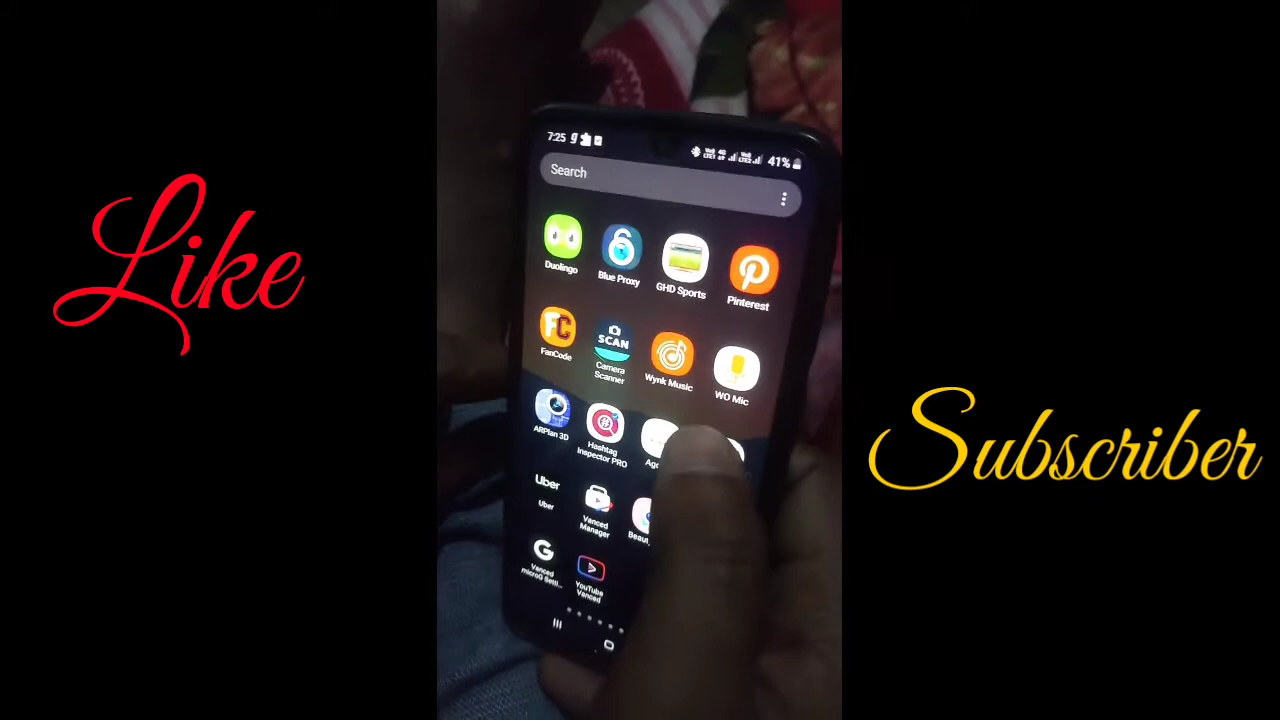 Like
Subscriber
7:25
41%
Search
Duolingo
Blue Proxy
GHD Sports
Pinterest
FC
FanCode
SCAN
Camera
Scanner
Wynk Music
WO Mic
ARPlan 3D
Hashtag
Inspector PRO
Uber
Uber
Vanced
Manager
G
Vanced
microG Setti...
YouTube
Vanced